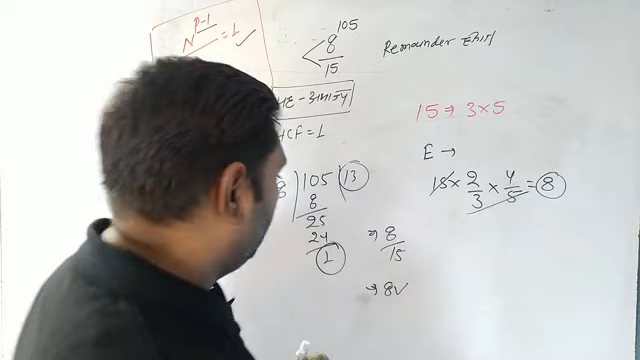 N^P-1 = 1 ✓
8^105
15
Remainder
HCF = 1
15 ⇒ 3 × 5
E →
15 × 2/3 × 4/5 = 8
8 | 105 | 13
8
25
24
1
⇒ 8/15
→ 8 ✓